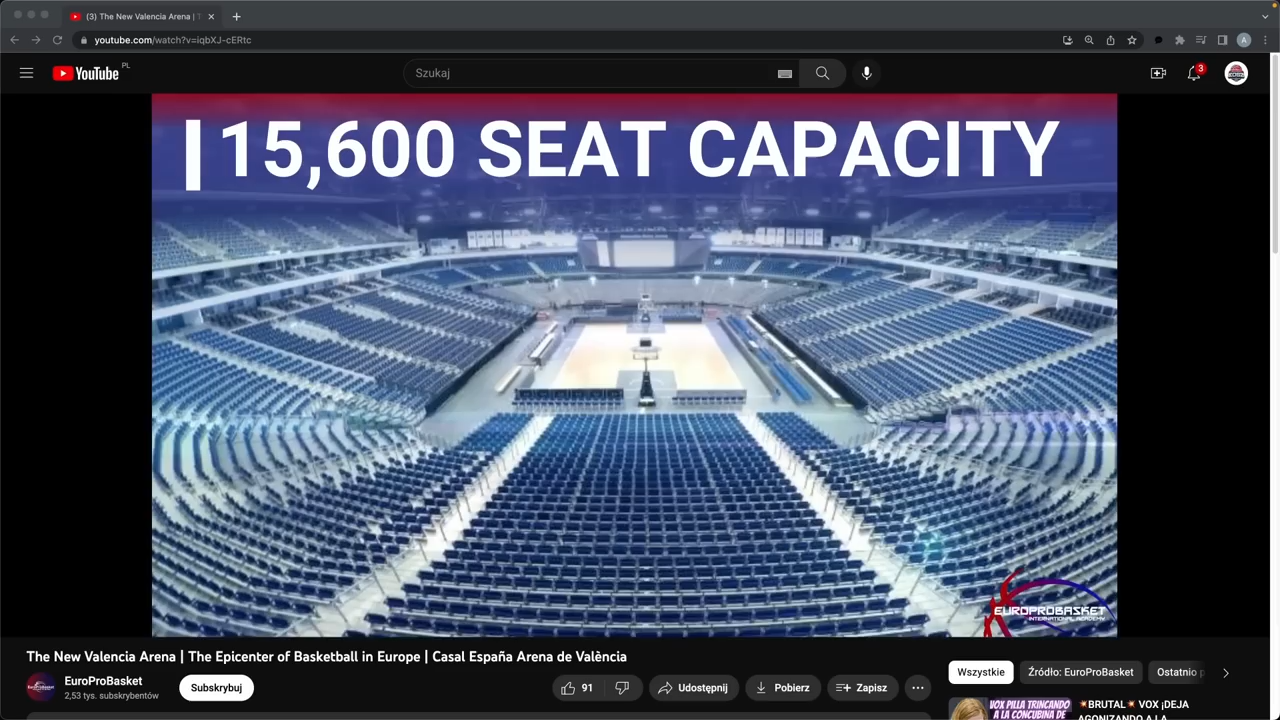 (3) The New Valencia Arena | T
youtube.com/watch?v=iqbXJ-cERtc
YouTube PL
Szukaj
3
A
15,600 SEAT CAPACITY
EUROPROBASKET
INTERNATIONAL ACADEMY
The New Valencia Arena | The Epicenter of Basketball in Europe | Casal España Arena de València
EuroProBasket
2,53 tys. subskrybentów
Subskrybuj
91
Udostępnij
Pobierz
Zapisz
Wszystkie
Źródło: EuroProBasket
Ostatnio p
VOX PILLA TRINCANDO
A LA CONCUBINA DE
BRUTAL VOX ¡DEJA
AGONIZANDO A LA